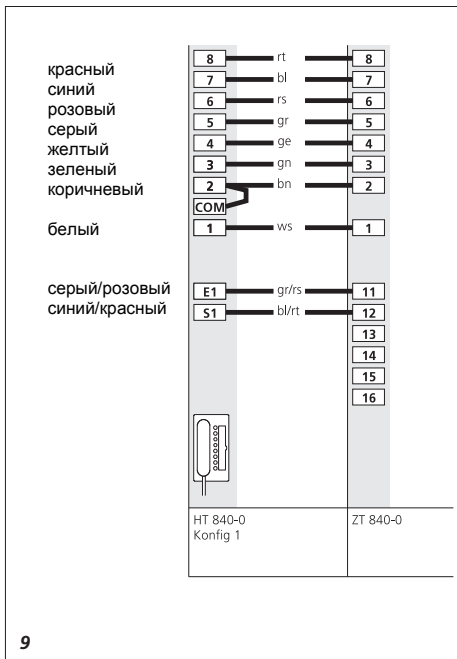 красный 8 rt 8
синий 7 bl 7
розовый 6 rs 6
серый 5 gr 5
желтый 4 ge 4
зеленый 3 gn 3
коричневый 2 bn 2
COM
белый 1 ws 1
серый/розовый E1 gr/rs 11
синий/красный S1 bl/rt 12
13
14
15
16
HT 840-0 ZT 840-0
Konfig 1
9